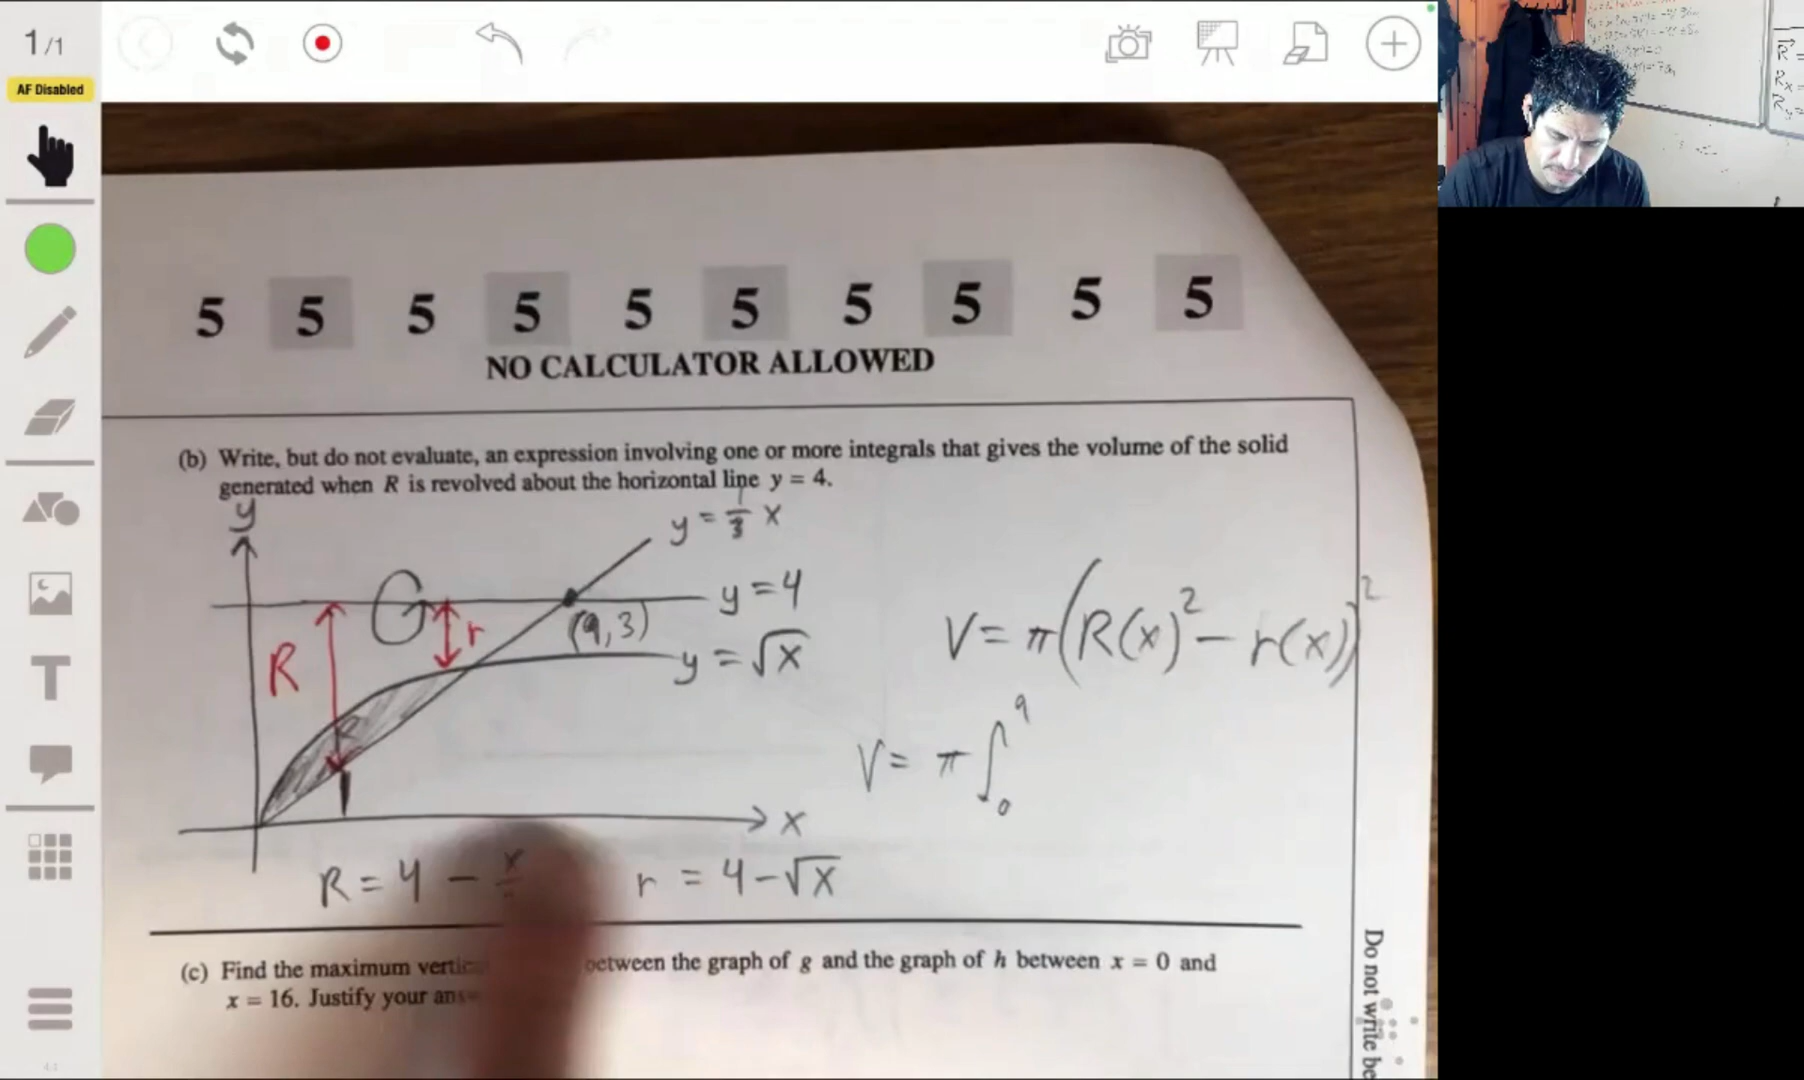 1/1
AF Disabled
5 5 5 5 5 5 5 5 5 5
NO CALCULATOR ALLOWED
(b) Write, but do not evaluate, an expression involving one or more integrals that gives the volume of the solid
generated when R is revolved about the horizontal line y = 4.
y
y = 1/3 x
y = 4
(9,3)
y = √x
R
r
R
x
V = π(R(x)² - r(x))²
V = π∫₀⁹
R = 4 - x
r = 4 - √x
(c) Find the maximum between the graph of g and the graph of h between x = 0 and
x = 16. Justify your
Do not write be
T